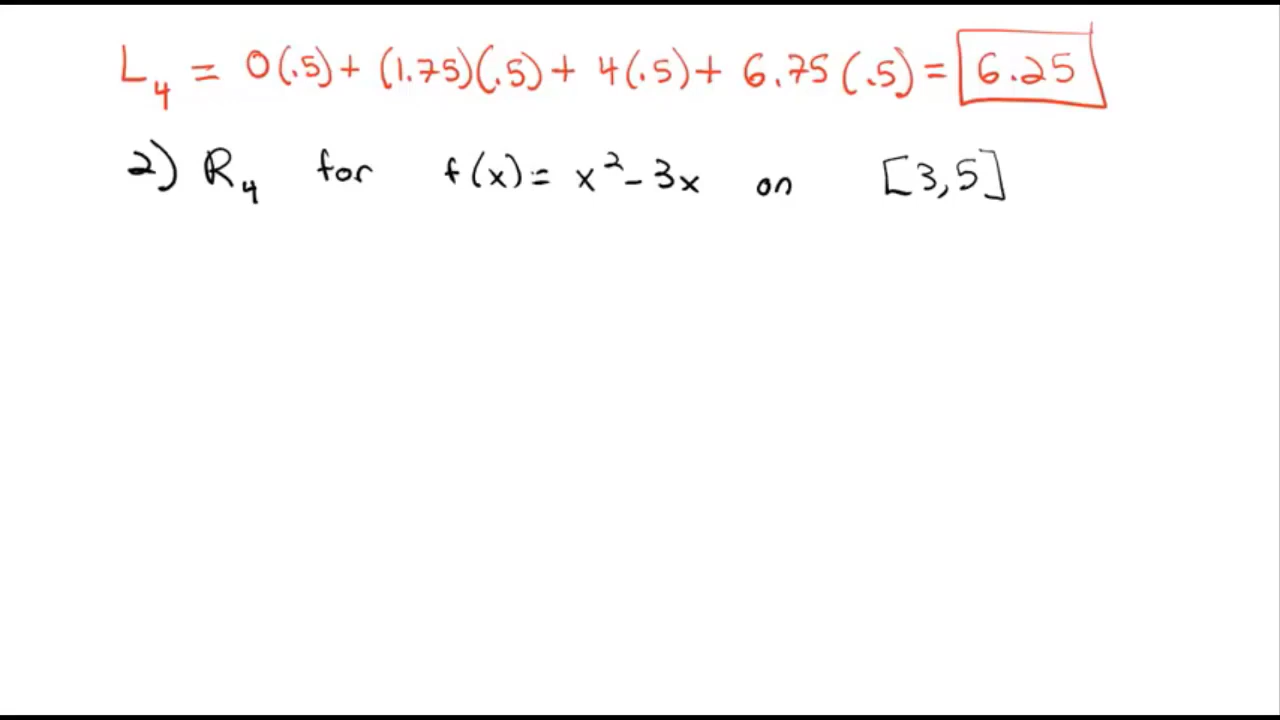 L₄ = 0(.5) + (1.75)(.5) + 4(.5) + 6.75(.5) = 6.25
2) R₄ for f(x) = x² - 3x on [3,5]